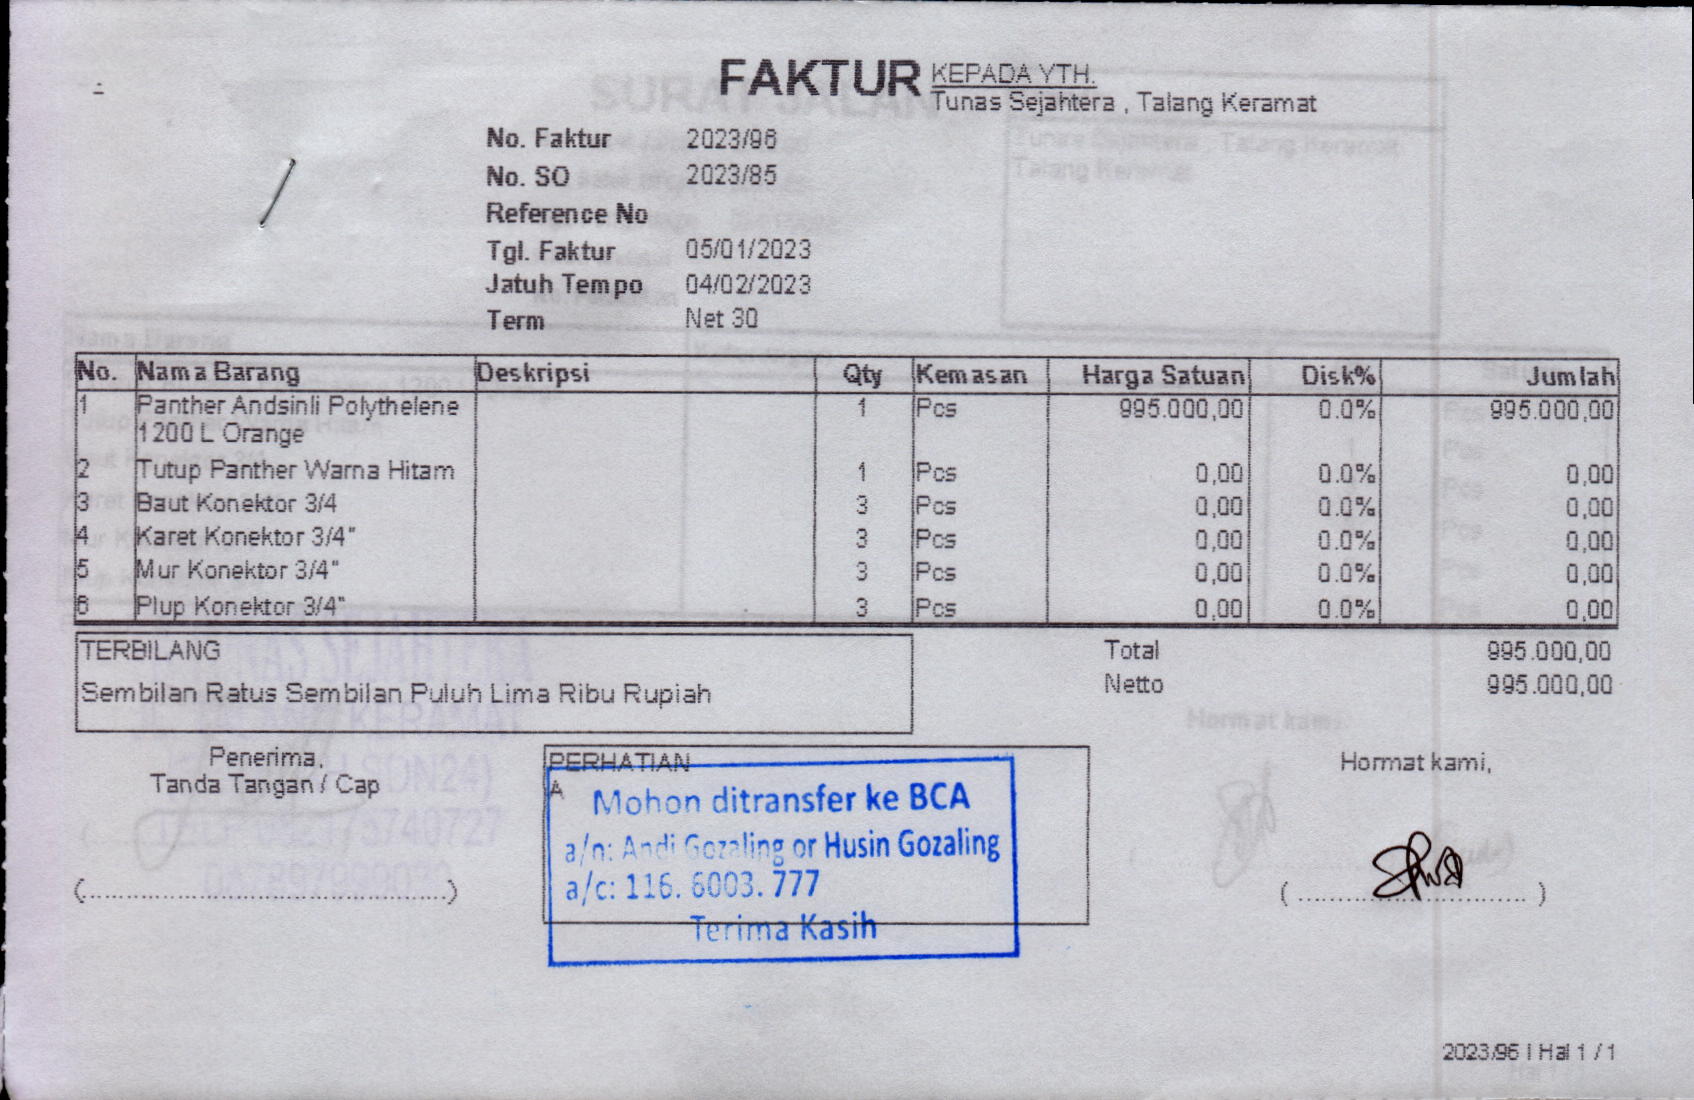 FAKTUR
KEPADA YTH.
Tunas Sejahtera , Talang Keramat
No. Faktur 2023/96
No. SO 2023/85
Reference No
Tgl. Faktur 05/01/2023
Jatuh Tempo 04/02/2023
Term Net 30
No. Nama Barang Deskripsi Qty Kemasan Harga Satuan Disk% Jumlah
1 Panther Andsinli Polythelene 1 Pcs 995.000,00 0.0% 995.000,00
1200 L Orange
2 Tutup Panther Warna Hitam 1 Pcs 0,00 0.0% 0,00
3 Baut Konektor 3/4 3 Pcs 0,00 0.0% 0,00
4 Karet Konektor 3/4" 3 Pcs 0,00 0.0% 0,00
5 Mur Konektor 3/4" 3 Pcs 0,00 0.0% 0,00
6 Plup Konektor 3/4" 3 Pcs 0,00 0.0% 0,00
TERBILANG
Sembilan Ratus Sembilan Puluh Lima Ribu Rupiah
Total 995.000,00
Netto 995.000,00
Penerima,
Tanda Tangan / Cap
(......................................................)
PERHATIAN
A
Mohon ditransfer ke BCA
a/n: Andi Gozaling or Husin Gozaling
a/c: 116. 6003. 777
Terima Kasih
Hormat kami,
( .................................. )
2023/96 | Hal 1 / 1